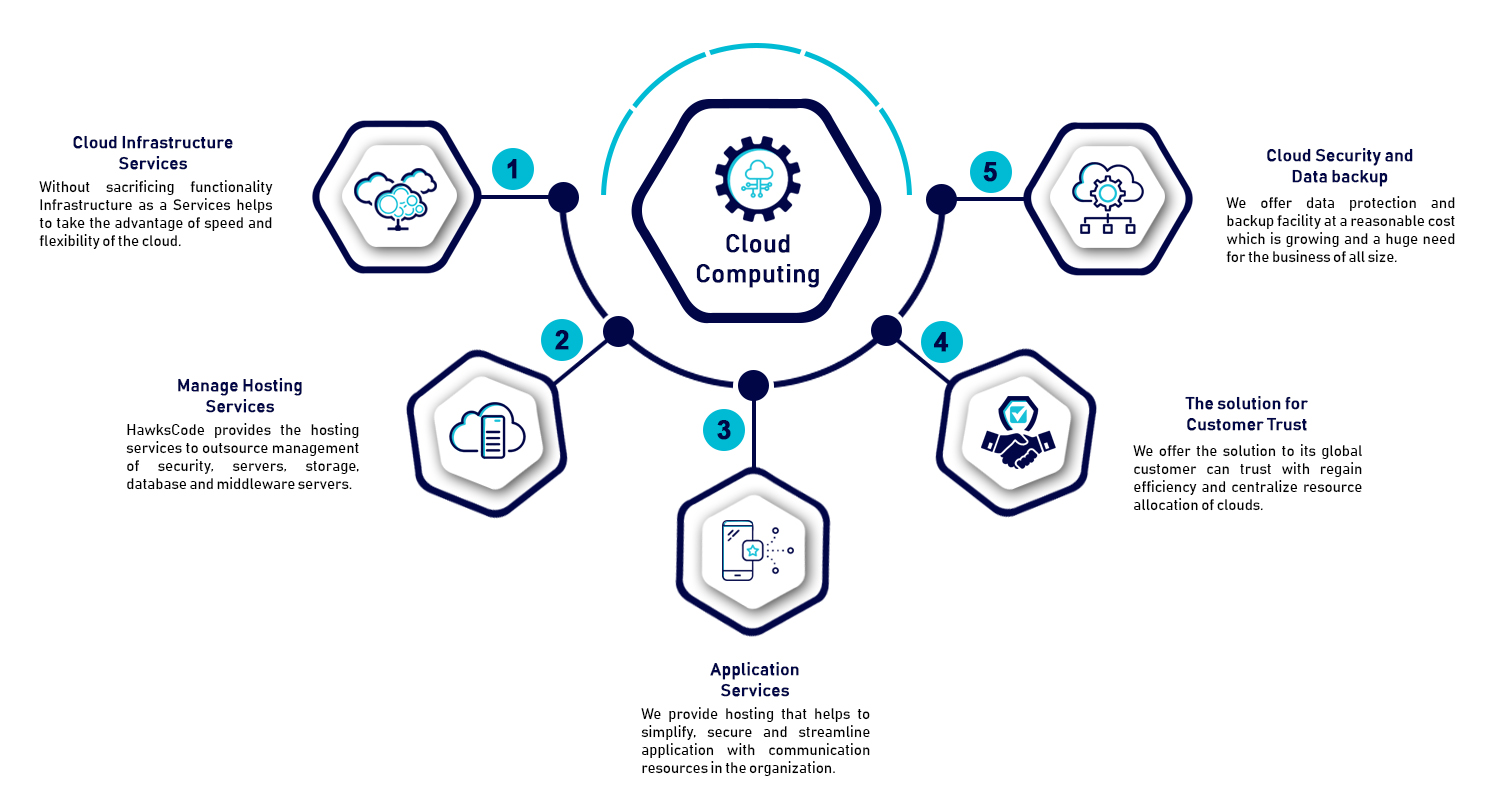 Cloud
Computing
1
Cloud Infrastructure
Services
Without sacrificing functionality
Infrastructure as a Services helps
to take the advantage of speed and
flexibility of the cloud.
2
Manage Hosting
Services
HawksCode provides the hosting
services to outsource management
of security, servers, storage,
database and middleware servers.
3
Application
Services
We provide hosting that helps to
simplify, secure and streamline
application with communication
resources in the organization.
4
The solution for
Customer Trust
We offer the solution to its global
customer can trust with regain
efficiency and centralize resource
allocation of clouds.
5
Cloud Security and
Data backup
We offer data protection and
backup facility at a reasonable cost
which is growing and a huge need
for the business of all size.